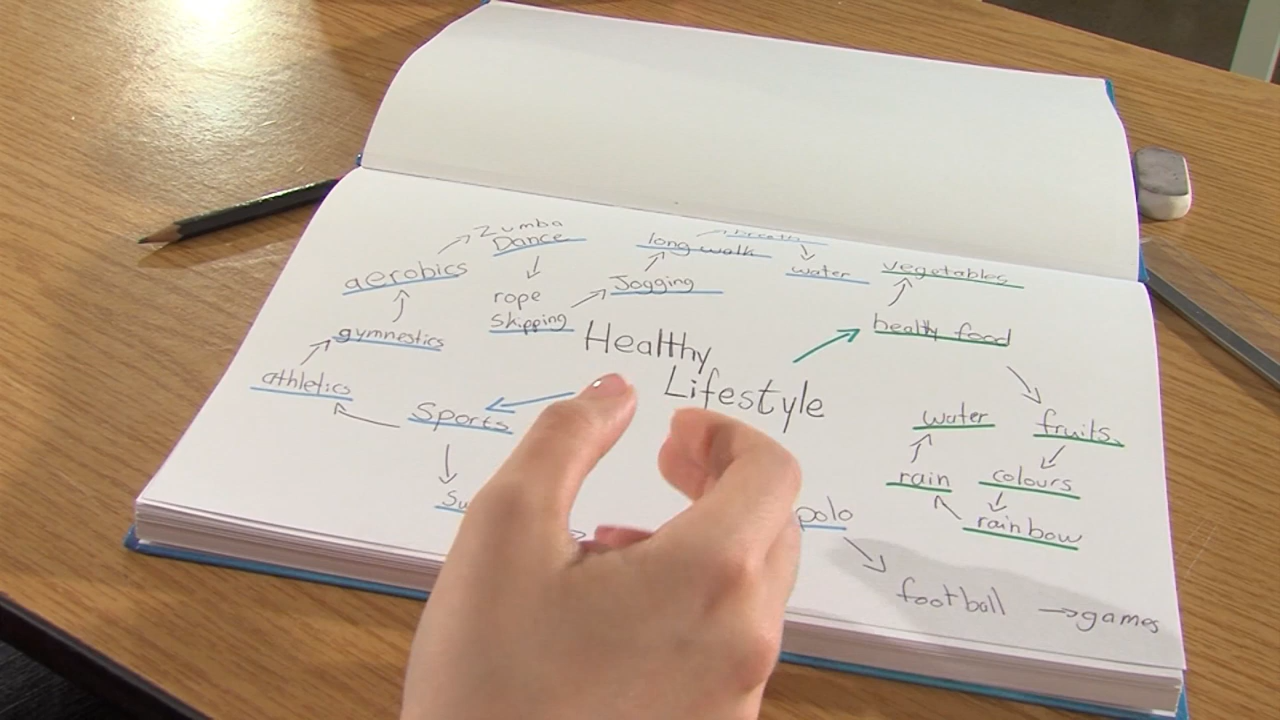 Zumba
Dance
aerobics
gymnestics
athletics
rope
skipping
Jogging
long walk
breath
water
vegetables
healthy food
Healthy
Lifestyle
Sports
water
fruits
rain
colours
rainbow
polo
football
games